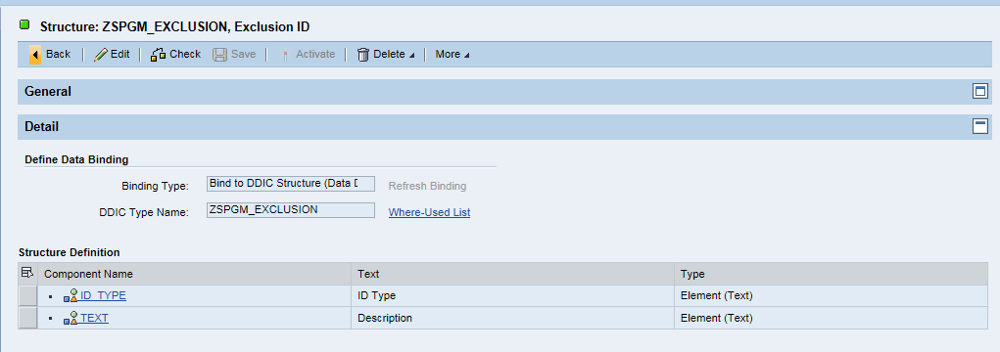 Structure: ZSPGM_EXCLUSION, Exclusion ID
Back Edit Check Save Activate Delete More
General
Detail
Define Data Binding
Binding Type: Bind to DDIC Structure (Data D Refresh Binding
DDIC Type Name: ZSPGM_EXCLUSION Where-Used List
Structure Definition
Component Name Text Type
ID_TYPE ID Type Element (Text)
TEXT Description Element (Text)